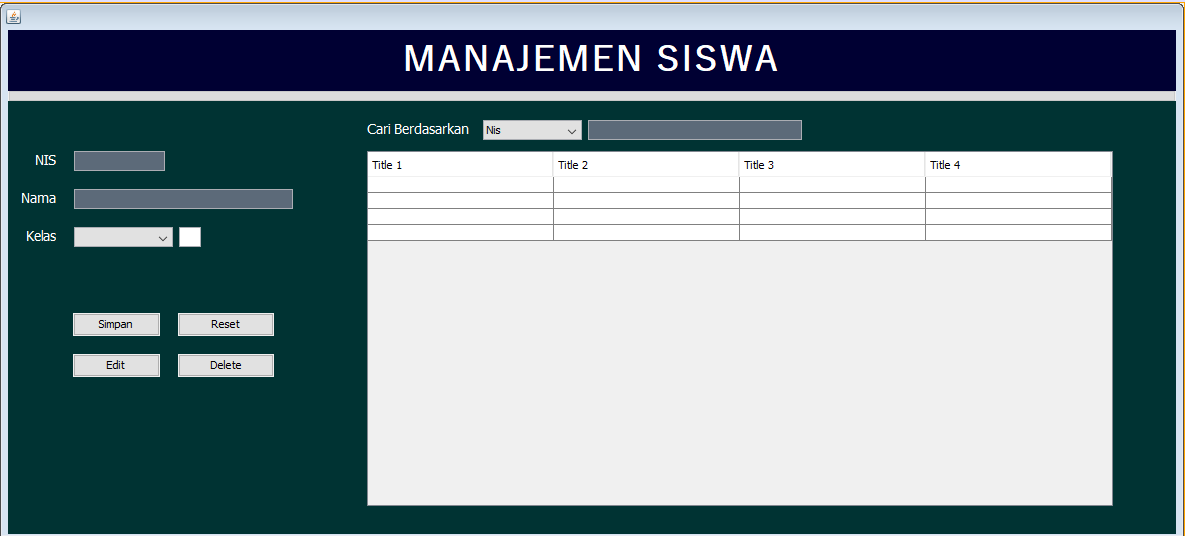 MANAJEMEN SISWA
Cari Berdasarkan Nis
NIS
Nama
Kelas
Title 1 Title 2 Title 3 Title 4
Simpan Reset
Edit Delete